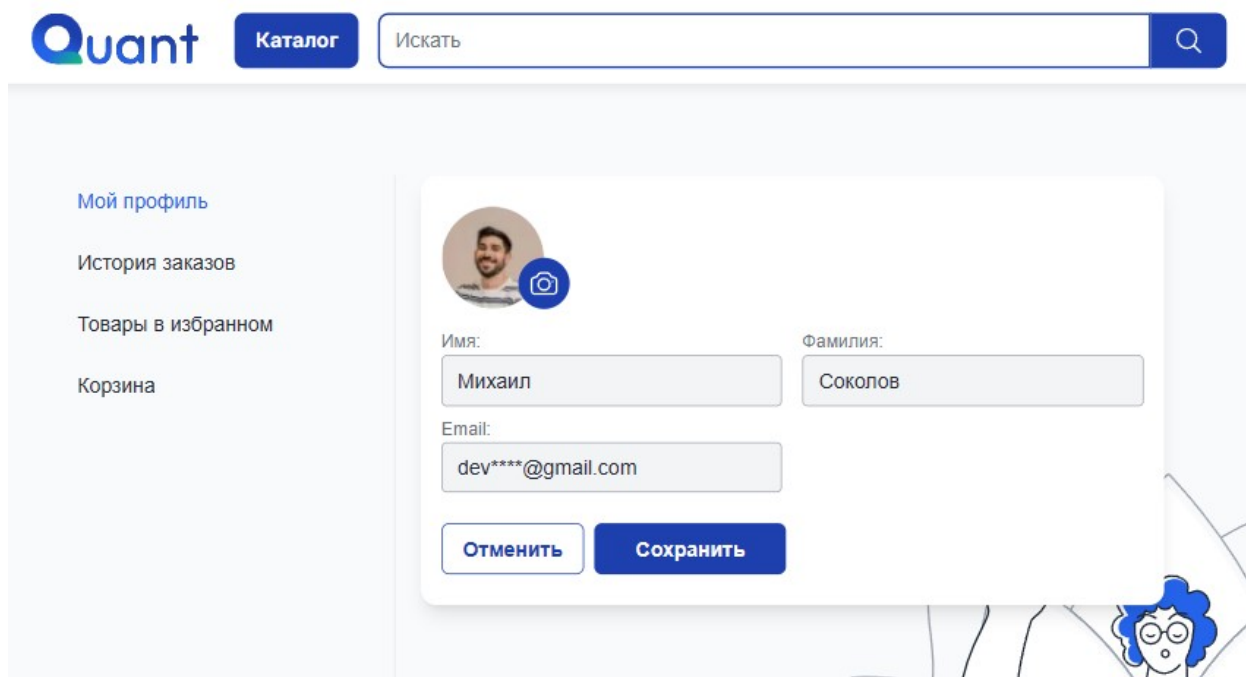 Quant Каталог Искать
Мой профиль
История заказов
Товары в избранном
Корзина
Имя: Фамилия:
Михаил Соколов
Email:
dev****@gmail.com
Отменить Сохранить